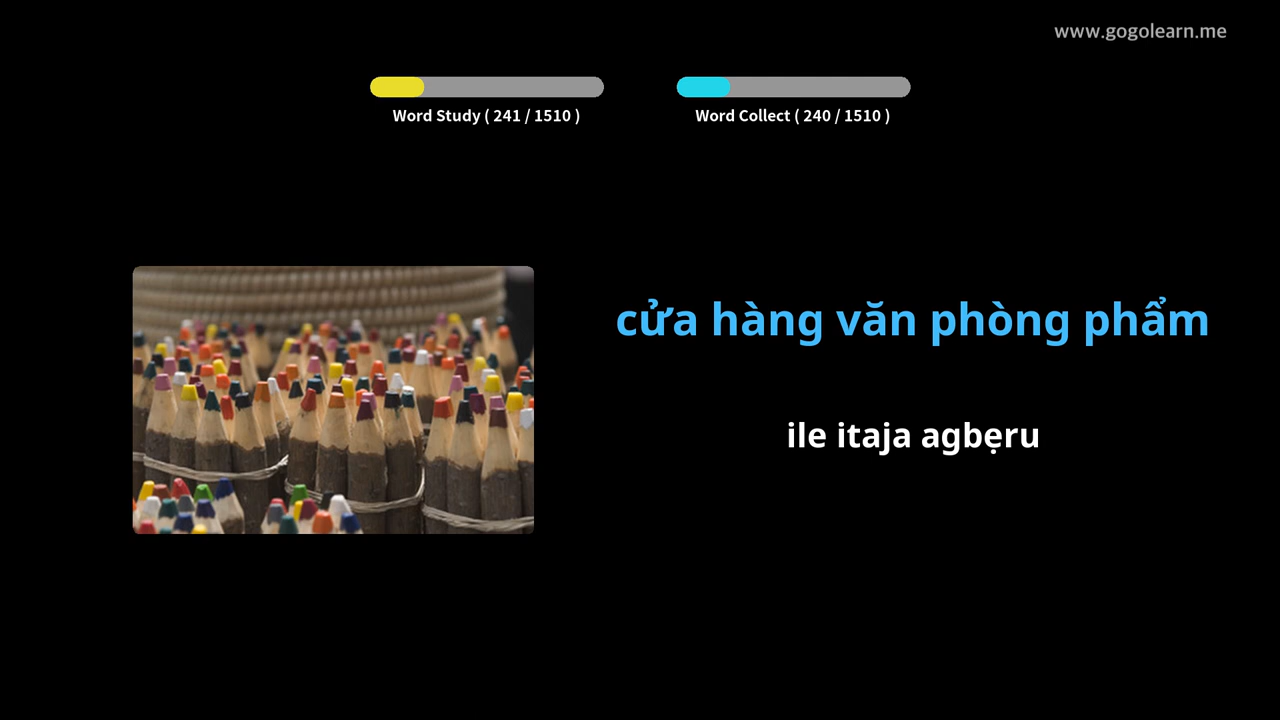 www.gogolearn.me
Word Study ( 241 / 1510 )
Word Collect ( 240 / 1510 )
cửa hàng văn phòng phẩm
ile itaja agbẹru